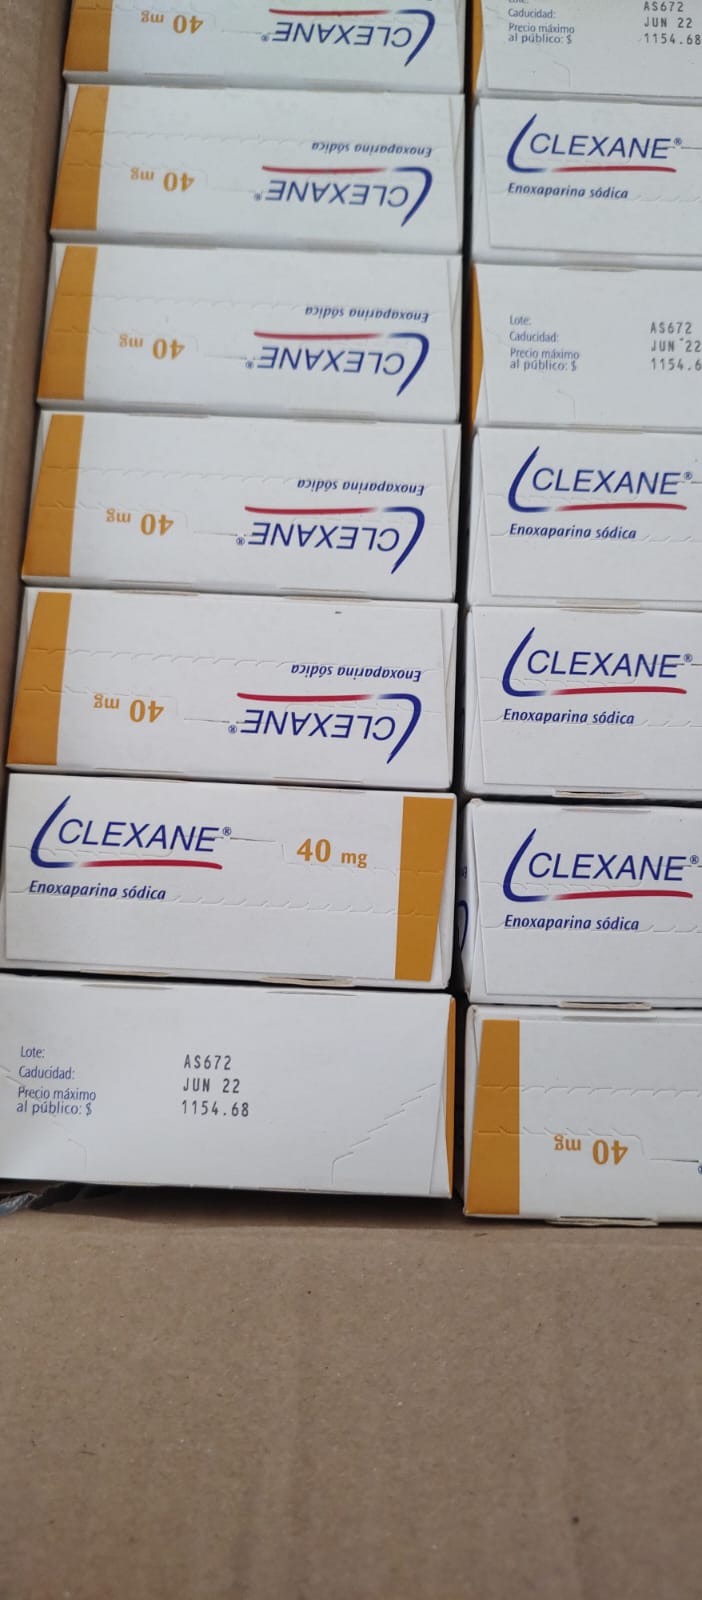 40 mg
CLEXANE®
Enoxaparina sódica
40 mg
CLEXANE®
Enoxaparina sódica
40 mg
CLEXANE®
Enoxaparina sódica
40 mg
CLEXANE®
Enoxaparina sódica
40 mg
CLEXANE®
CLEXANE® 40 mg
Enoxaparina sódica
Lote: AS672
Caducidad: JUN 22
Precio máximo
al público: $ 1154.68
AS672
Caducidad: JUN 22
Precio máximo
al público: $ 1154.68
CLEXANE®
Enoxaparina sódica
Lote: AS672
Caducidad: JUN 22
Precio máximo
al público: $ 1154.6
CLEXANE®
Enoxaparina sódica
CLEXANE®
Enoxaparina sódica
CLEXANE®
Enoxaparina sódica
40 mg